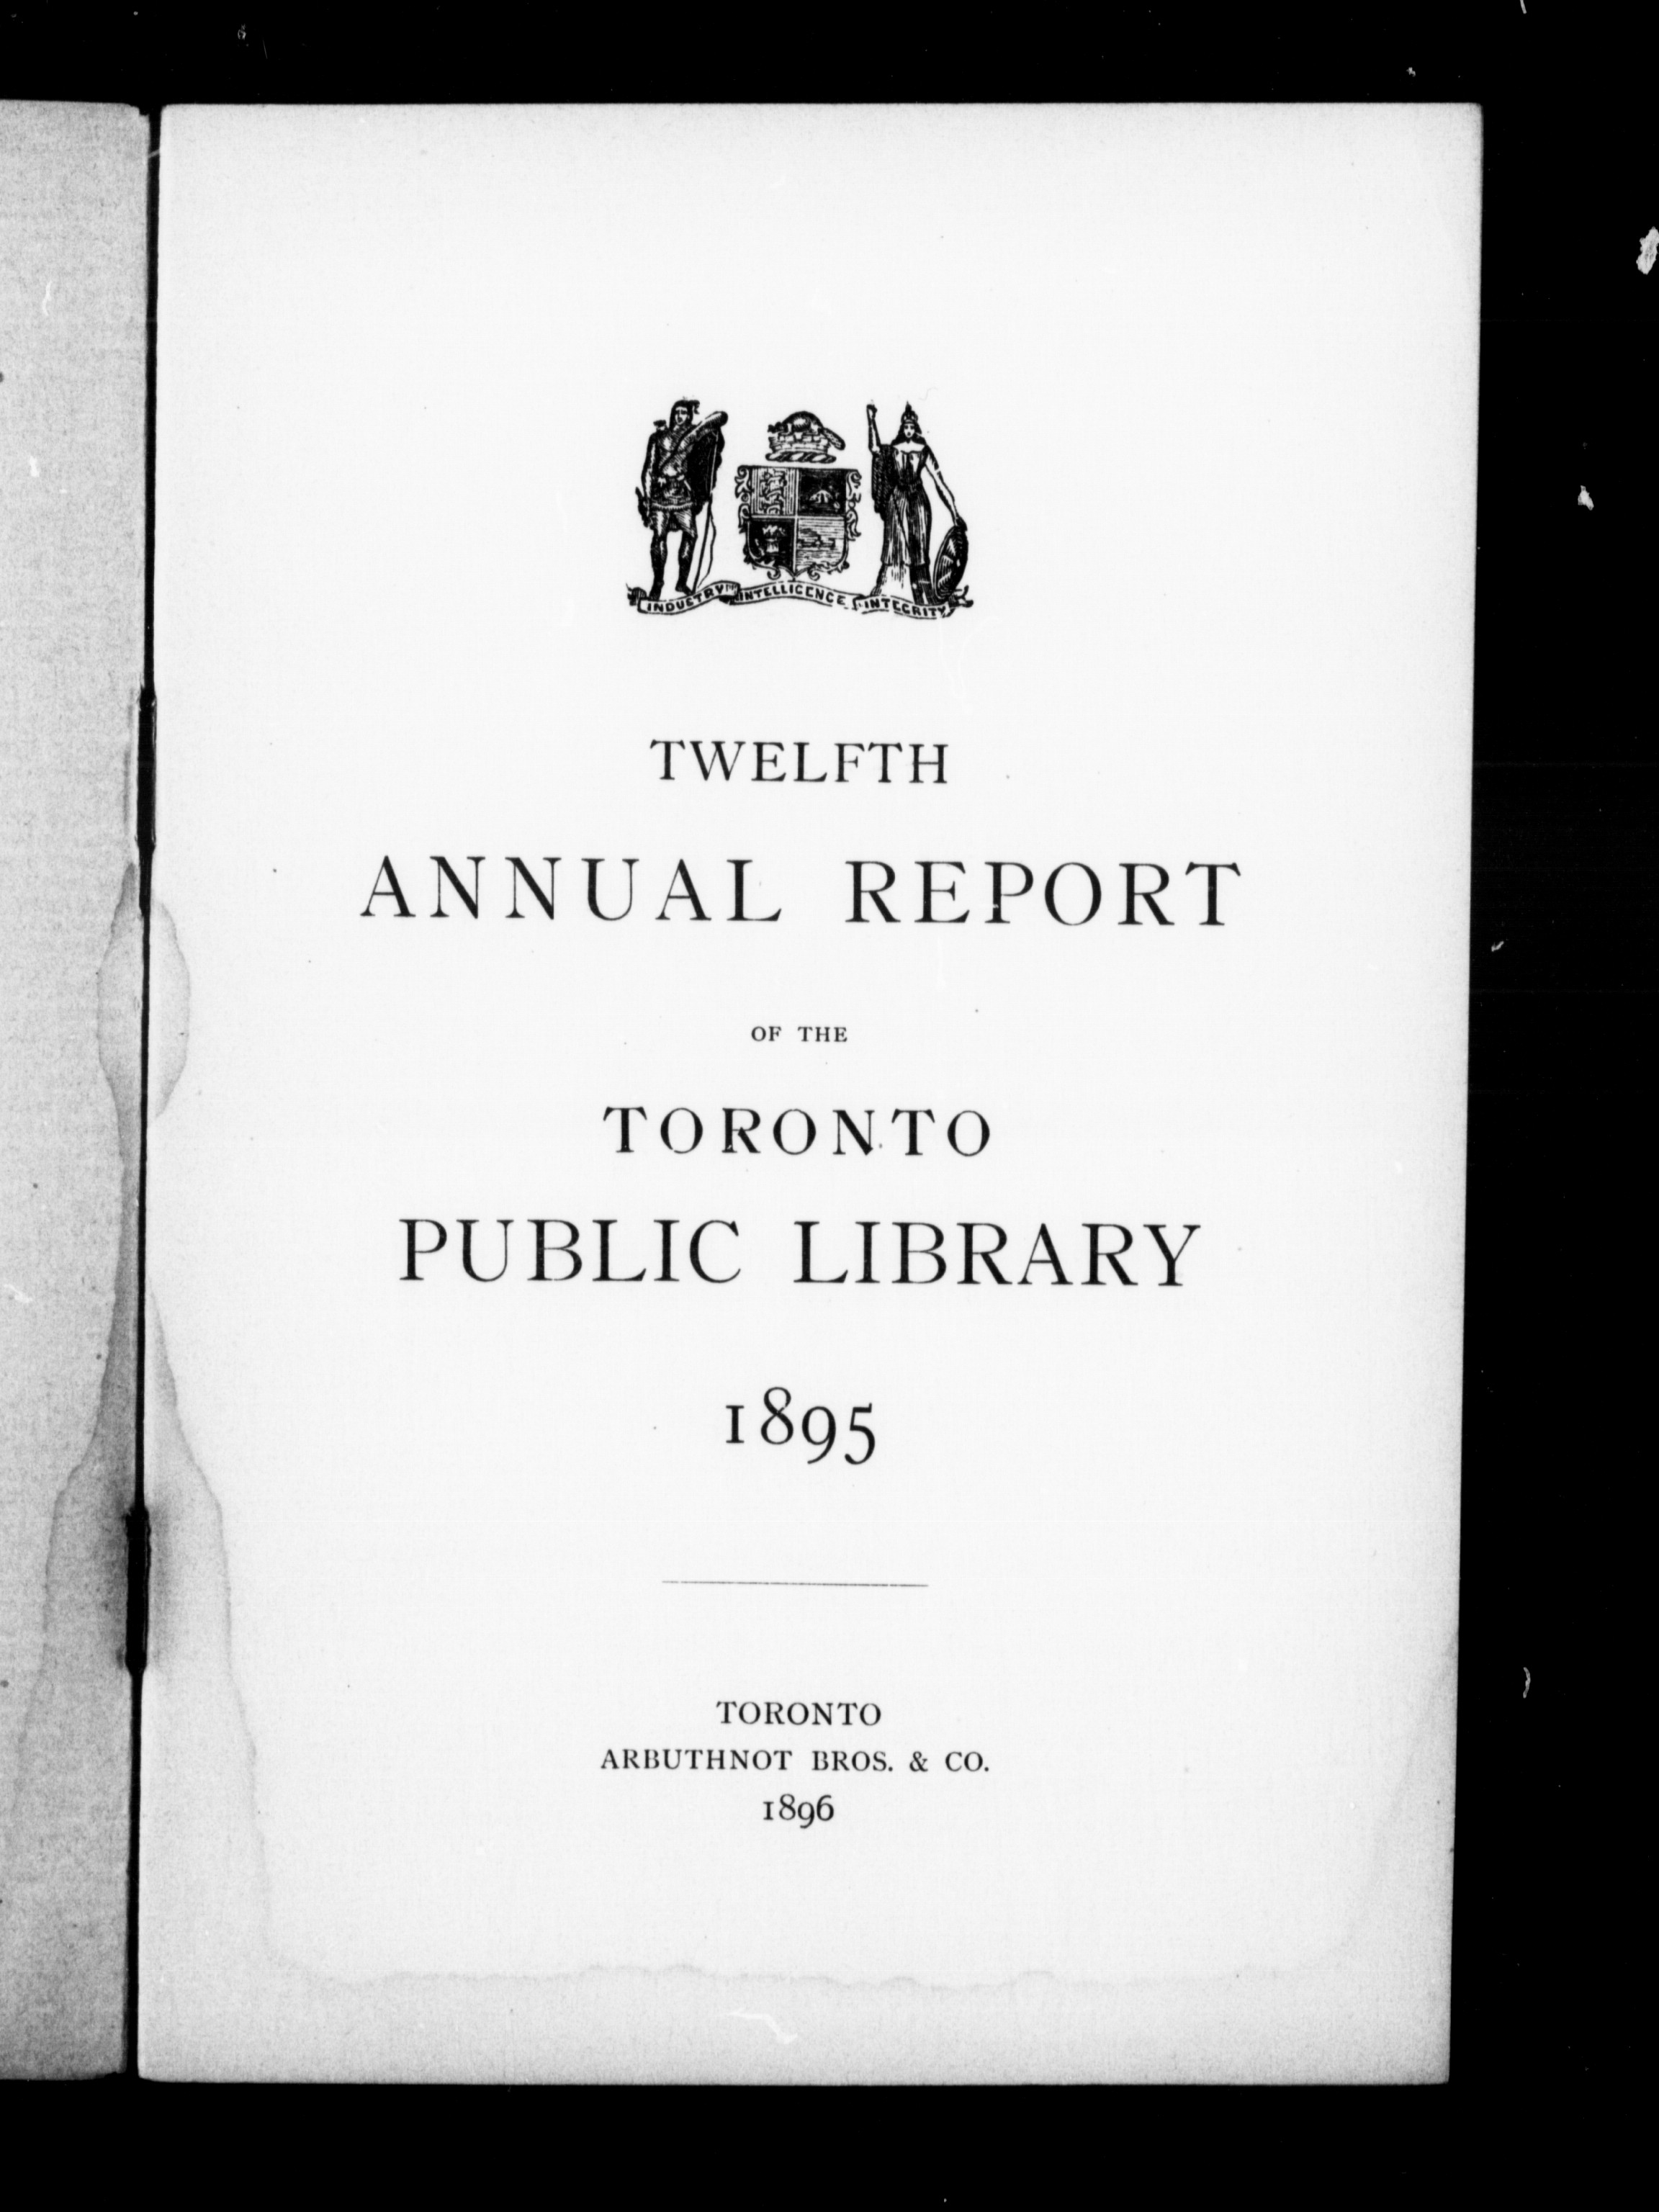 INDUSTRY INTELLIGENCE INTEGRITY
TWELFTH
ANNUAL REPORT
OF THE
TORONTO
PUBLIC LIBRARY
1895
TORONTO
ARBUTHNOT BROS. & CO.
1896